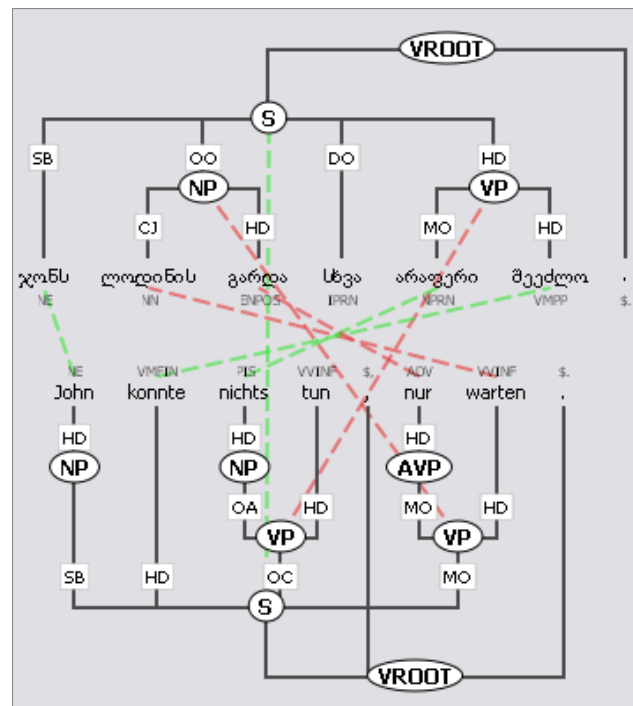 VROOT
S
SB OO DO HD
NP VP
CJ HD MO HD
ჯონს ლოდინის გარდა სხვა არაფერი შეეძლო .
NE NN ENPOS IPRN NPRN VMPP $.
NE VMFIN PIS VVINF $, ADV VVINF $.
John konnte nichts tun , nur warten .
HD HD HD
NP NP AVP
OA HD MO HD
VP VP
SB HD OC MO
S
VROOT